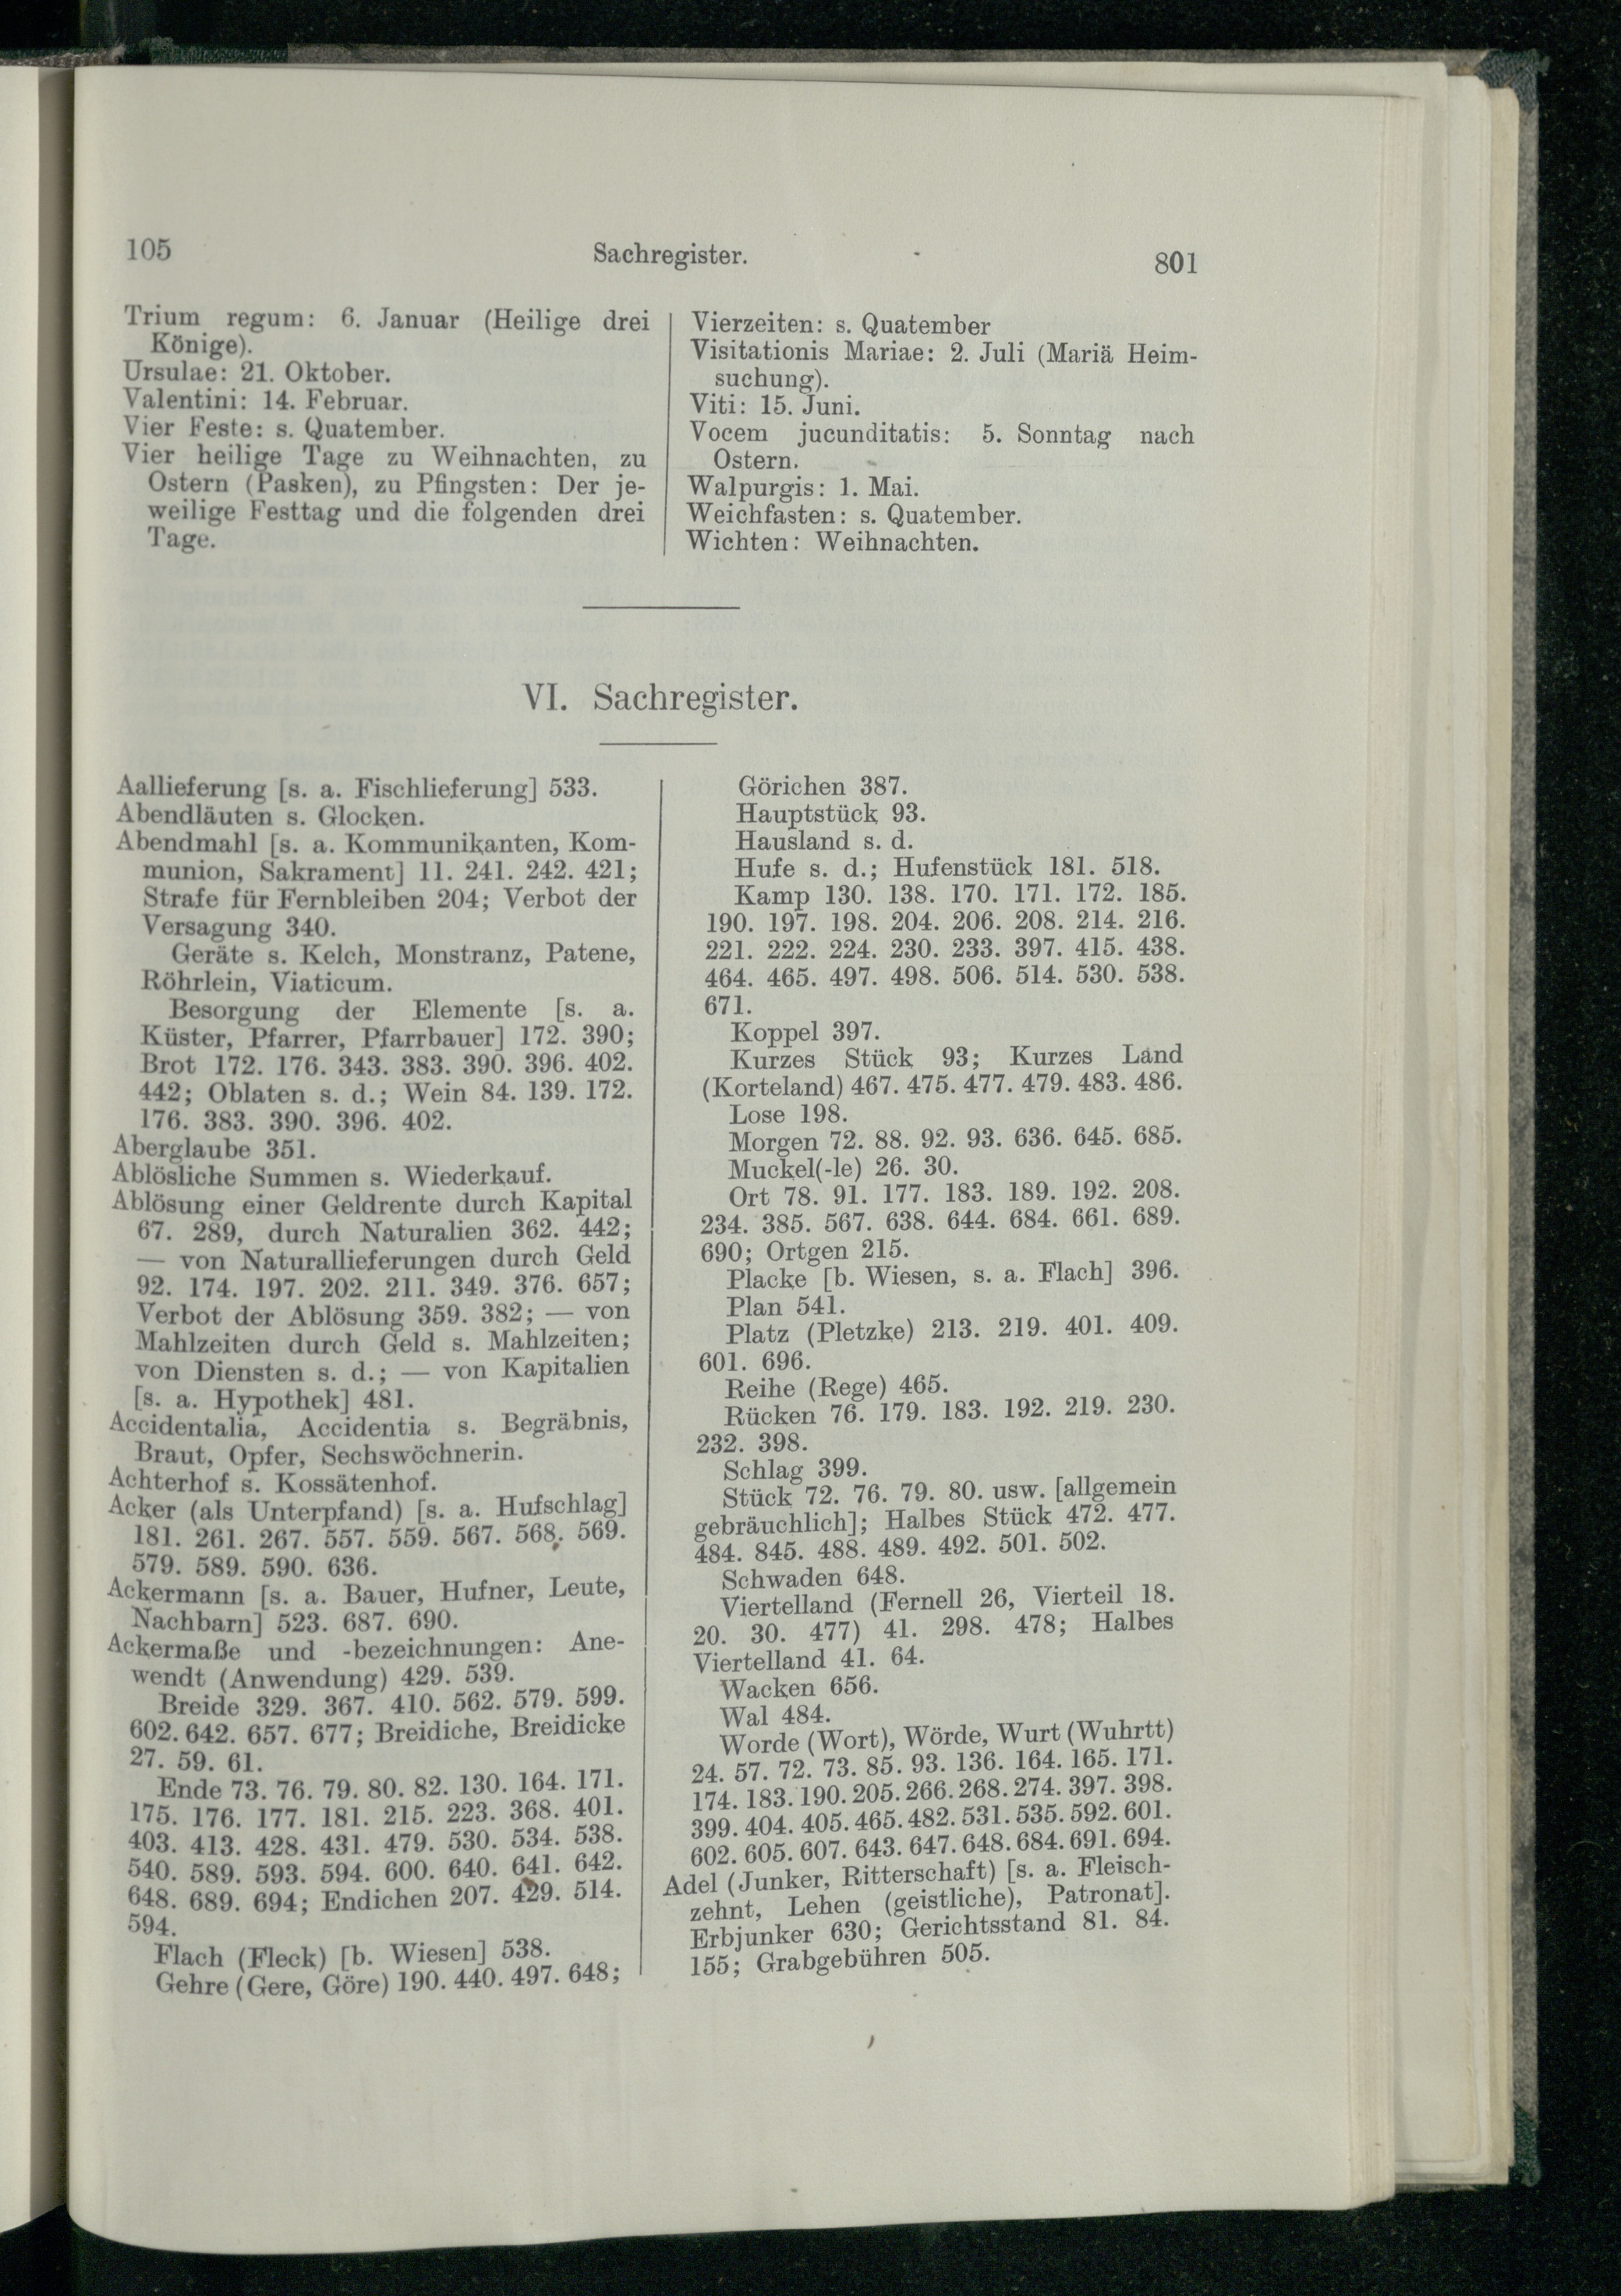 105
Sachregister.
801
Trium regum: 6. Januar (Heilige drei
Könige).
Ursulae: 21. Oktober.
Valentini: 14. Februar.
Vier Feste: s. Quatember.
Vier heilige Tage zu Weihnachten, zu
Ostern (Pasken), zu Pfingsten: Der je-
weilige Festtag und die folgenden drei
Tage.
Vierzeiten: s. Quatember
Visitationis Mariae: 2. Juli (Mariä Heim-
suchung).
Viti: 15. Juni.
Vocem jucunditatis: 5. Sonntag nach
Ostern.
Walpurgis: 1. Mai.
Weichfasten: s. Quatember.
Wichten: Weihnachten.
VI. Sachregister.
Aallieferung [s. a. Fischlieferung] 533.
Abendläuten s. Glocken.
Abendmahl [s. a. Kommunikanten, Kom-
munion, Sakrament] 11. 241. 242. 421;
Strafe für Fernbleiben 204; Verbot der
Versagung 340.
Geräte s. Kelch, Monstranz, Patene,
Röhrlein, Viaticum.
Besorgung der Elemente [s. a.
Küster, Pfarrer, Pfarrbauer] 172. 390;
Brot 172. 176. 343. 383. 390. 396. 402.
442; Oblaten s. d.; Wein 84. 139. 172.
176. 383. 390. 396. 402.
Aberglaube 351.
Ablösliche Summen s. Wiederkauf.
Ablösung einer Geldrente durch Kapital
67. 289, durch Naturalien 362. 442;
— von Naturallieferungen durch Geld
92. 174. 197. 202. 211. 349. 376. 657;
Verbot der Ablösung 359. 382; — von
Mahlzeiten durch Geld s. Mahlzeiten;
von Diensten s. d.; — von Kapitalien
[s. a. Hypothek] 481.
Accidentalia, Accidentia s. Begräbnis,
Braut, Opfer, Sechswöchnerin.
Achterhof s. Kossätenhof.
Acker (als Unterpfand) [s. a. Hufschlag]
181. 261. 267. 557. 559. 567. 568. 569.
579. 589. 590. 636.
Ackermann [s. a. Bauer, Hufner, Leute,
Nachbarn] 523. 687. 690.
Ackermaße und -bezeichnungen: Ane-
wendt (Anwendung) 429. 539.
Breide 329. 367. 410. 562. 579. 599.
602. 642. 657. 677; Breidiche, Breidicke
27. 59. 61.
Ende 73. 76. 79. 80. 82. 130. 164. 171.
175. 176. 177. 181. 215. 223. 368. 401.
403. 413. 428. 431. 479. 530. 534. 538.
540. 589. 593. 594. 600. 640. 641. 642.
648. 689. 694; Endichen 207. 429. 514.
594.
Flach (Fleck) [b. Wiesen] 538.
Gehre (Gere, Göre) 190. 440. 497. 648;
Görichen 387.
Hauptstück 93.
Hausland s. d.
Hufe s. d.; Hufenstück 181. 518.
Kamp 130. 138. 170. 171. 172. 185.
190. 197. 198. 204. 206. 208. 214. 216.
221. 222. 224. 230. 233. 397. 415. 438.
464. 465. 497. 498. 506. 514. 530. 538.
671.
Koppel 397.
Kurzes Stück 93; Kurzes Land
(Korteland) 467. 475. 477. 479. 483. 486.
Lose 198.
Morgen 72. 88. 92. 93. 636. 645. 685.
Muckel(-le) 26. 30.
Ort 78. 91. 177. 183. 189. 192. 208.
234. 385. 567. 638. 644. 684. 661. 689.
690; Ortgen 215.
Placke [b. Wiesen, s. a. Flach] 396.
Plan 541.
Platz (Pletzke) 213. 219. 401. 409.
601. 696.
Reihe (Rege) 465.
Rücken 76. 179. 183. 192. 219. 230.
232. 398.
Schlag 399.
Stück 72. 76. 79. 80. usw. [allgemein
gebräuchlich]; Halbes Stück 472. 477.
484. 845. 488. 489. 492. 501. 502.
Schwaden 648.
Viertelland (Fernell 26, Vierteil 18.
20. 30. 477) 41. 298. 478; Halbes
Viertelland 41. 64.
Wacken 656.
Wal 484.
Worde (Wort), Wörde, Wurt (Wuhrtt)
24. 57. 72. 73. 85. 93. 136. 164. 165. 171.
174. 183. 190. 205. 266. 268. 274. 397. 398.
399. 404. 405. 465. 482. 531. 535. 592. 601.
602. 605. 607. 643. 647. 648. 684. 691. 694.
Adel (Junker, Ritterschaft) [s. a. Fleisch-
zehnt, Lehen (geistliche), Patronat].
Erbjunker 630; Gerichtsstand 81. 84.
155; Grabgebühren 505.